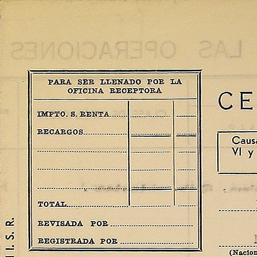 PARA SER LLENADO POR LA
OFICINA RECEPTORA
IMPTO. S. RENTA
RECARGOS.
TOTAL
REVISADA POR
REGISTRADA POR
CE
Causa
VI y
(Nacion
I. S. R.
LAS OPERACIONES